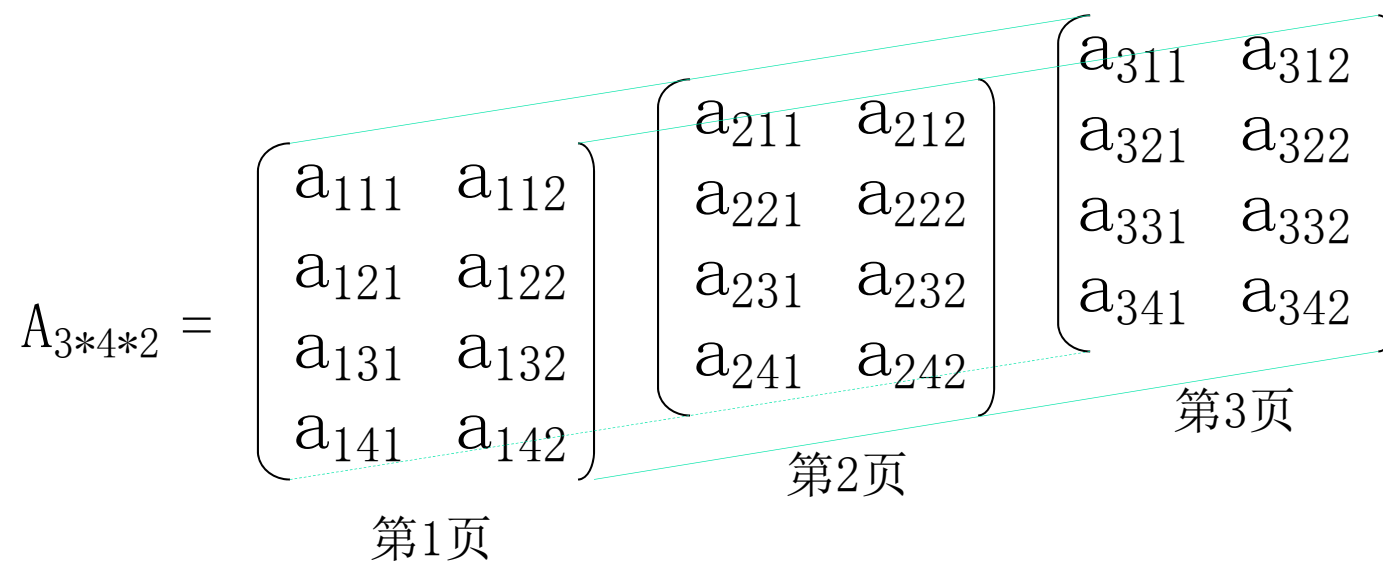 A3*4*2 =
a111 a112
a121 a122
a131 a132
a141 a142
第1页
a211 a212
a221 a222
a231 a232
a241 a242
第2页
a311 a312
a321 a322
a331 a332
a341 a342
第3页